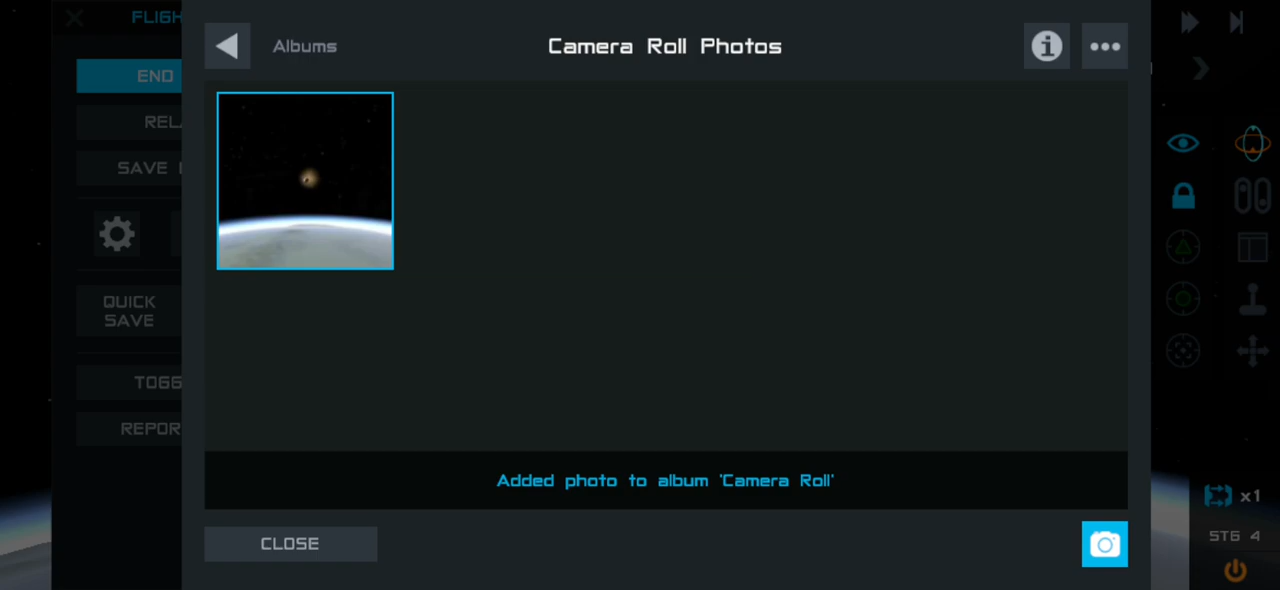 FLIGH
END
REL
SAVE
QUICK
SAVE
TOGG
REPOR
Albums
Camera Roll Photos
Added photo to album 'Camera Roll'
CLOSE
x1
STG 4